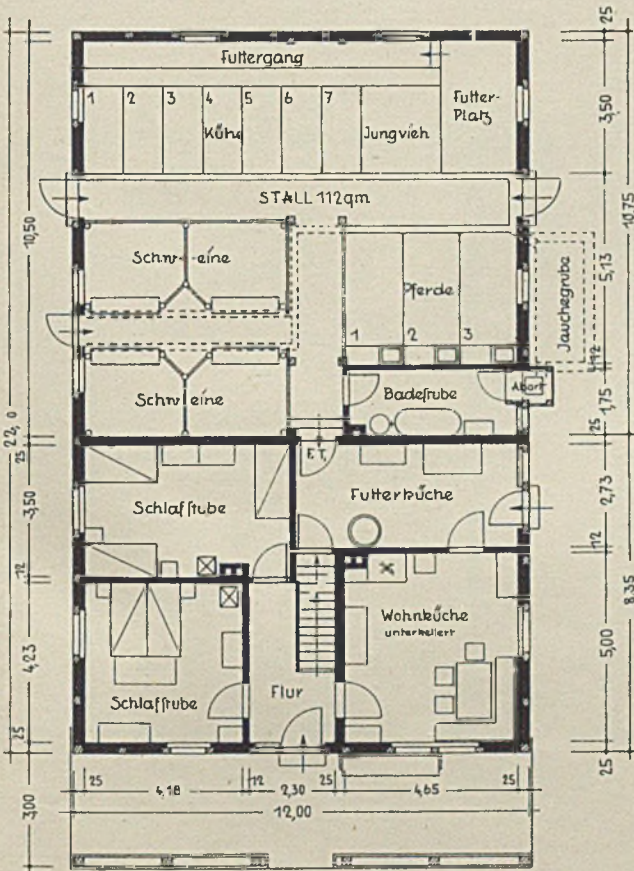 Futtergang
1 2 3 4 5 6 7
Kühe
Jungvieh
Futter-
Platz
STALL 112qm
Schweine
Pferde
1 2 3
Jauchegrube
Schweine
Badestube
Abort
F.T.
Schlafstube
Futterküche
Wohnküche
unterkellert
Schlafstube
Flur
25 4,18 12 2,30 25 4,65 25
12,00
10,50
25
3,50
12
4,23
25
3,00
25
3,50
10,75
5,13
12
1,75
25
2,73
12
8,35
5,00
25